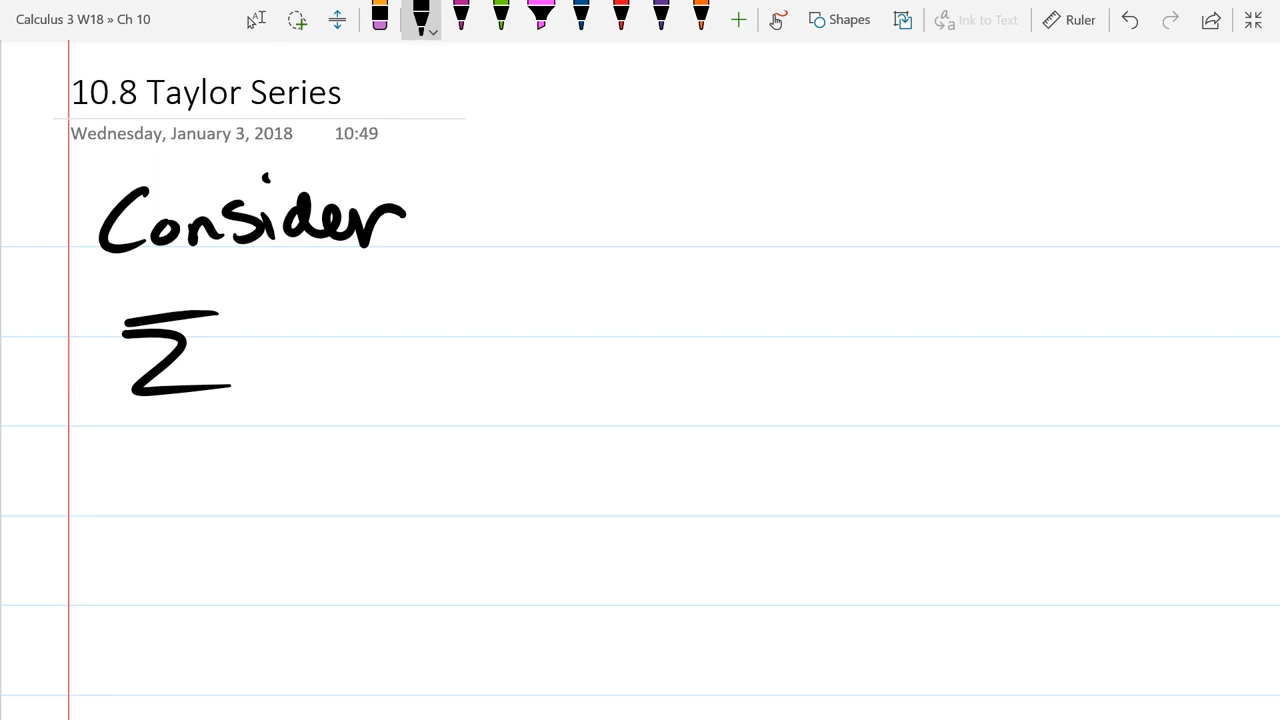 Calculus 3 W18 » Ch 10
Shapes
Ink to Text
Ruler
10.8 Taylor Series
Wednesday, January 3, 2018 10:49
Consider
Σ